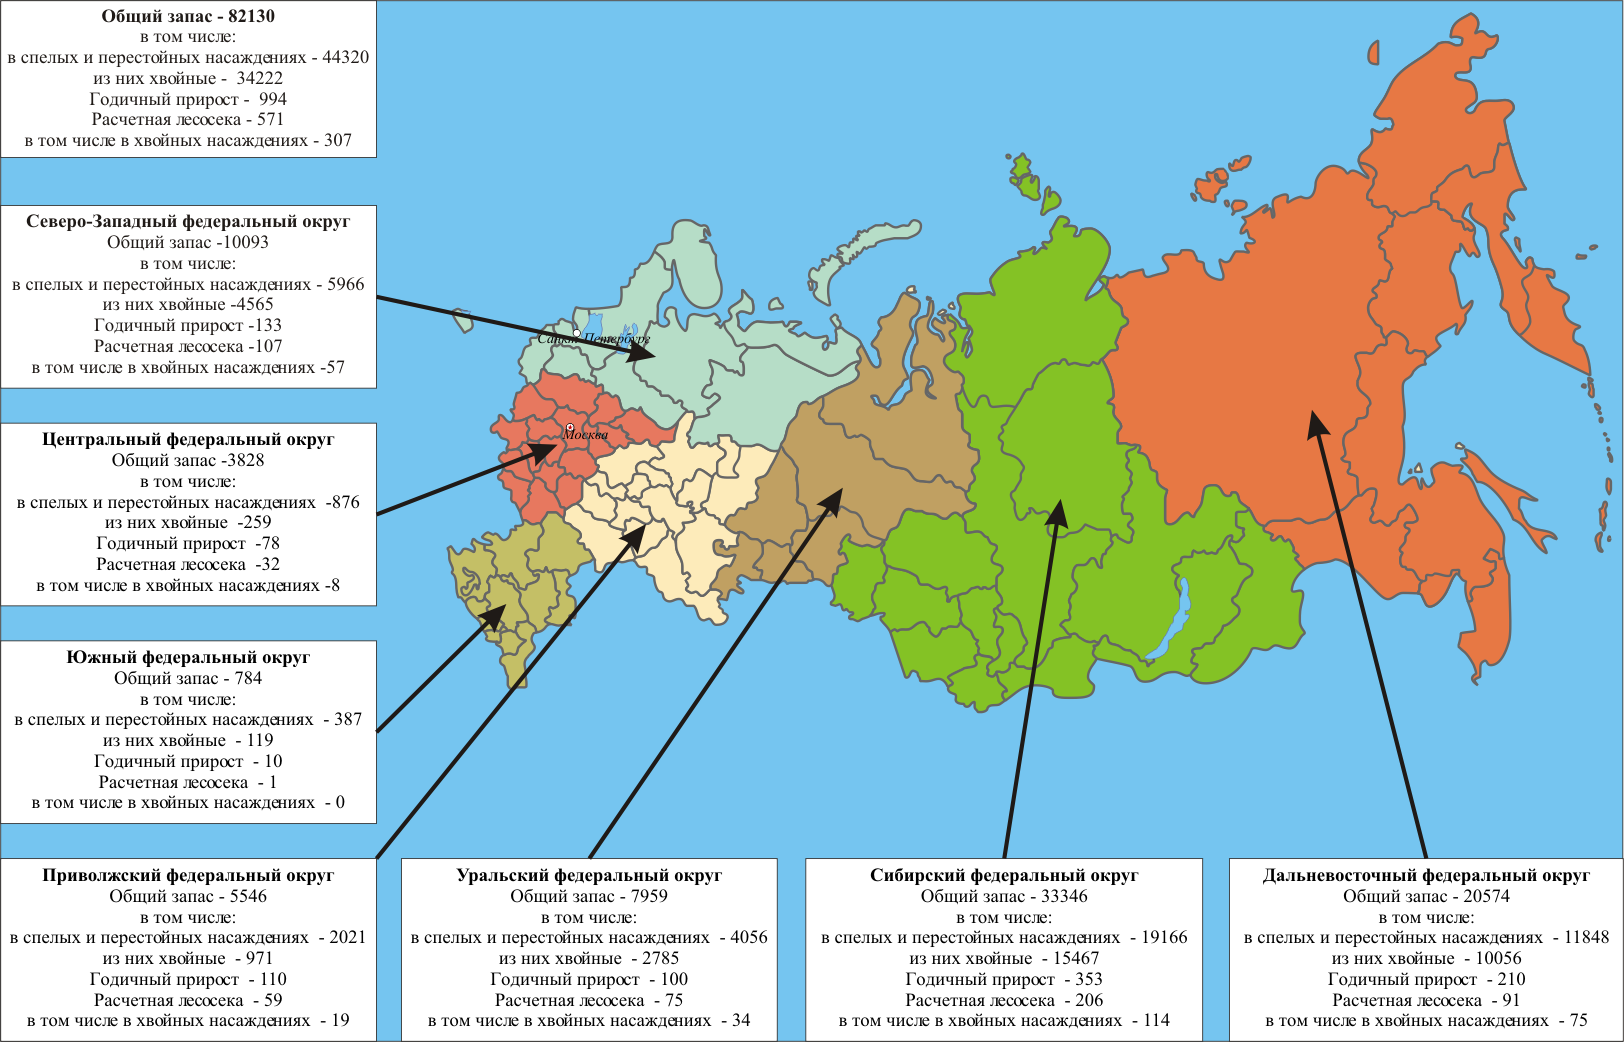 Общий запас - 82130
в том числе:
в спелых и перестойных насаждениях - 44320
из них хвойные - 34222
Годичный прирост - 994
Расчетная лесосека - 571
в том числе в хвойных насаждениях - 307
Северо-Западный федеральный округ
Общий запас -10093
в том числе:
в спелых и перестойных насаждениях - 5966
из них хвойные -4565
Годичный прирост -133
Расчетная лесосека -107
в том числе в хвойных насаждениях -57
Санкт-Петербург
Центральный федеральный округ
Общий запас -3828
в том числе:
в спелых и перестойных насаждениях -876
из них хвойные -259
Годичный прирост -78
Расчетная лесосека -32
в том числе в хвойных насаждениях -8
Москва
Южный федеральный округ
Общий запас - 784
в том числе:
в спелых и перестойных насаждениях - 387
из них хвойные - 119
Годичный прирост - 10
Расчетная лесосека - 1
в том числе в хвойных насаждениях - 0
Приволжский федеральный округ
Общий запас - 5546
в том числе:
в спелых и перестойных насаждениях - 2021
из них хвойные - 971
Годичный прирост - 110
Расчетная лесосека - 59
в том числе в хвойных насаждениях - 19
Уральский федеральный округ
Общий запас - 7959
в том числе:
в спелых и перестойных насаждениях - 4056
из них хвойные - 2785
Годичный прирост - 100
Расчетная лесосека - 75
в том числе в хвойных насаждениях - 34
Сибирский федеральный округ
Общий запас - 33346
в том числе:
в спелых и перестойных насаждениях - 19166
из них хвойные - 15467
Годичный прирост - 353
Расчетная лесосека - 206
в том числе в хвойных насаждениях - 114
Дальневосточный федеральный округ
Общий запас - 20574
в том числе:
в спелых и перестойных насаждениях - 11848
из них хвойные - 10056
Годичный прирост - 210
Расчетная лесосека - 91
в том числе в хвойных насаждениях - 75